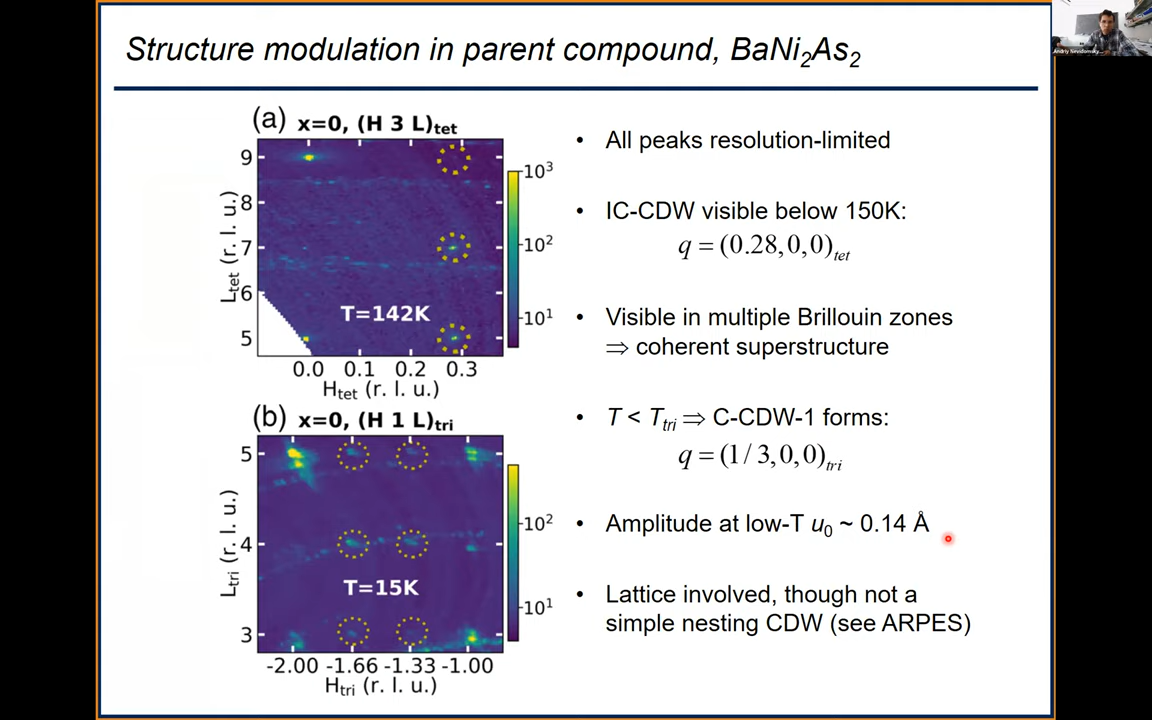 Structure modulation in parent compound, BaNi₂As₂
(a) x=0, (H 3 L)tet
9
8
7
6
5
Ltet (r. l. u.)
T=142K
0.0 0.1 0.2 0.3
Htet (r. l. u.)
10³
10²
10¹
(b) x=0, (H 1 L)tri
5
4
3
Ltri (r. l. u.)
T=15K
-2.00 -1.66 -1.33 -1.00
Htri (r. l. u.)
10²
10¹
• All peaks resolution-limited
• IC-CDW visible below 150K:
q = (0.28,0,0)tet
• Visible in multiple Brillouin zones
⇒ coherent superstructure
• T < Ttri ⇒ C-CDW-1 forms:
q = (1/3,0,0)tri
• Amplitude at low-T u₀ ~ 0.14 Å
• Lattice involved, though not a
simple nesting CDW (see ARPES)